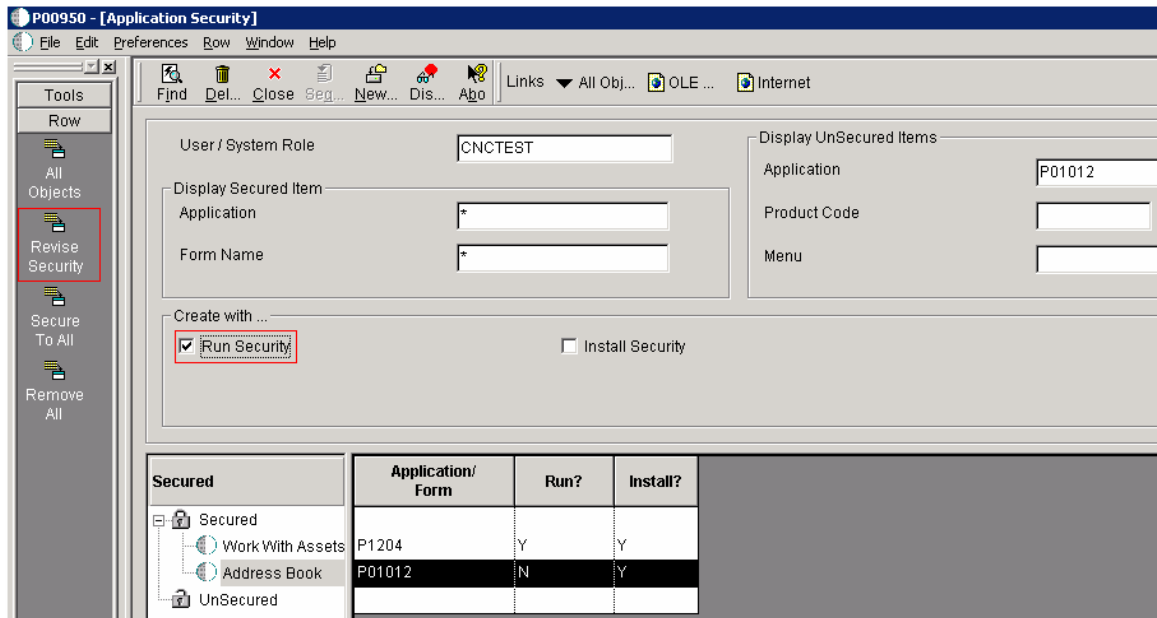 P00950 - [Application Security]
File Edit Preferences Row Window Help
Find Del... Close Seq... New... Dis... Abo Links All Obj... OLE ... Internet
Tools
Row
All
Objects
Revise
Security
Secure
To All
Remove
All
User / System Role CNCTEST
Display Secured Item
Application *
Form Name *
Display UnSecured Items
Application P01012
Product Code
Menu
Create with ...
Run Security Install Security
Secured Application/ Form Run? Install?
Secured
Work With Assets P1204 Y Y
Address Book P01012 N Y
UnSecured